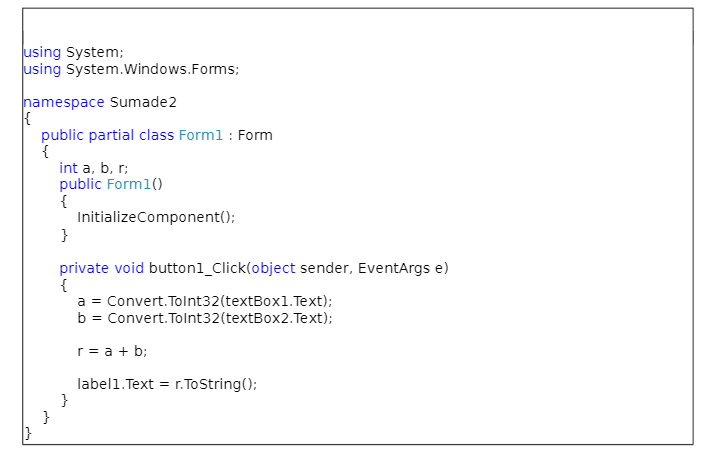 using System;
using System.Windows.Forms;
namespace Sumade2
{
public partial class Form1 : Form
{
int a, b, r;
public Form1()
{
InitializeComponent();
}
private void button1_Click(object sender, EventArgs e)
{
a = Convert.ToInt32(textBox1.Text);
b = Convert.ToInt32(textBox2.Text);
r = a + b;
label1.Text = r.ToString();
}
}
}